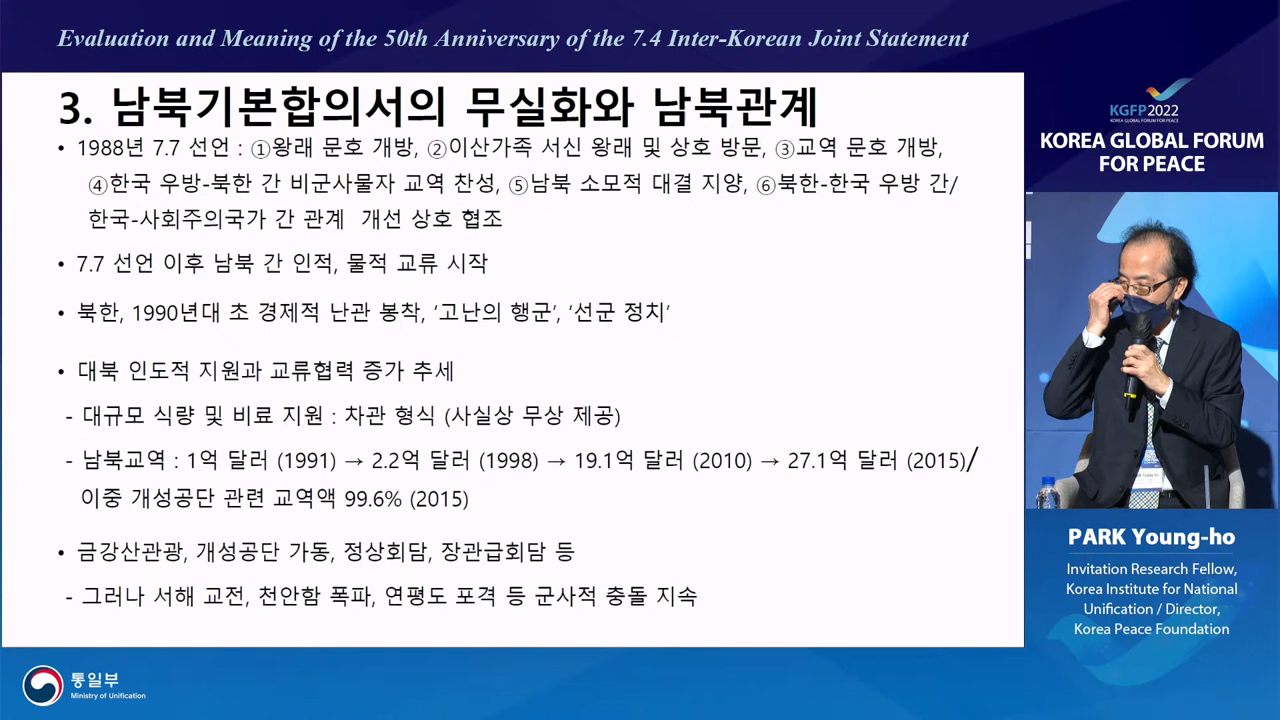 Evaluation and Meaning of the 50th Anniversary of the 7.4 Inter-Korean Joint Statement
3. 남북기본합의서의 무실화와 남북관계
• 1988년 7.7 선언 : ①왕래 문호 개방, ②이산가족 서신 왕래 및 상호 방문, ③교역 문호 개방,
④한국 우방-북한 간 비군사물자 교역 찬성, ⑤남북 소모적 대결 지양, ⑥북한-한국 우방 간/
한국-사회주의국가 간 관계 개선 상호 협조
• 7.7 선언 이후 남북 간 인적, 물적 교류 시작
• 북한, 1990년대 초 경제적 난관 봉착, ‘고난의 행군’, ‘선군 정치’
• 대북 인도적 지원과 교류협력 증가 추세
- 대규모 식량 및 비료 지원 : 차관 형식 (사실상 무상 제공)
- 남북교역 : 1억 달러 (1991) → 2.2억 달러 (1998) → 19.1억 달러 (2010) → 27.1억 달러 (2015)/
이중 개성공단 관련 교역액 99.6% (2015)
• 금강산관광, 개성공단 가동, 정상회담, 장관급회담 등
- 그러나 서해 교전, 천안함 폭파, 연평도 포격 등 군사적 충돌 지속
KGFP2022
KOREA GLOBAL FORUM FOR PEACE
KOREA GLOBAL FORUM
FOR PEACE
PARK Young-ho
Invitation Research Fellow,
Korea Institute for National
Unification / Director,
Korea Peace Foundation
통일부
Ministry of Unification